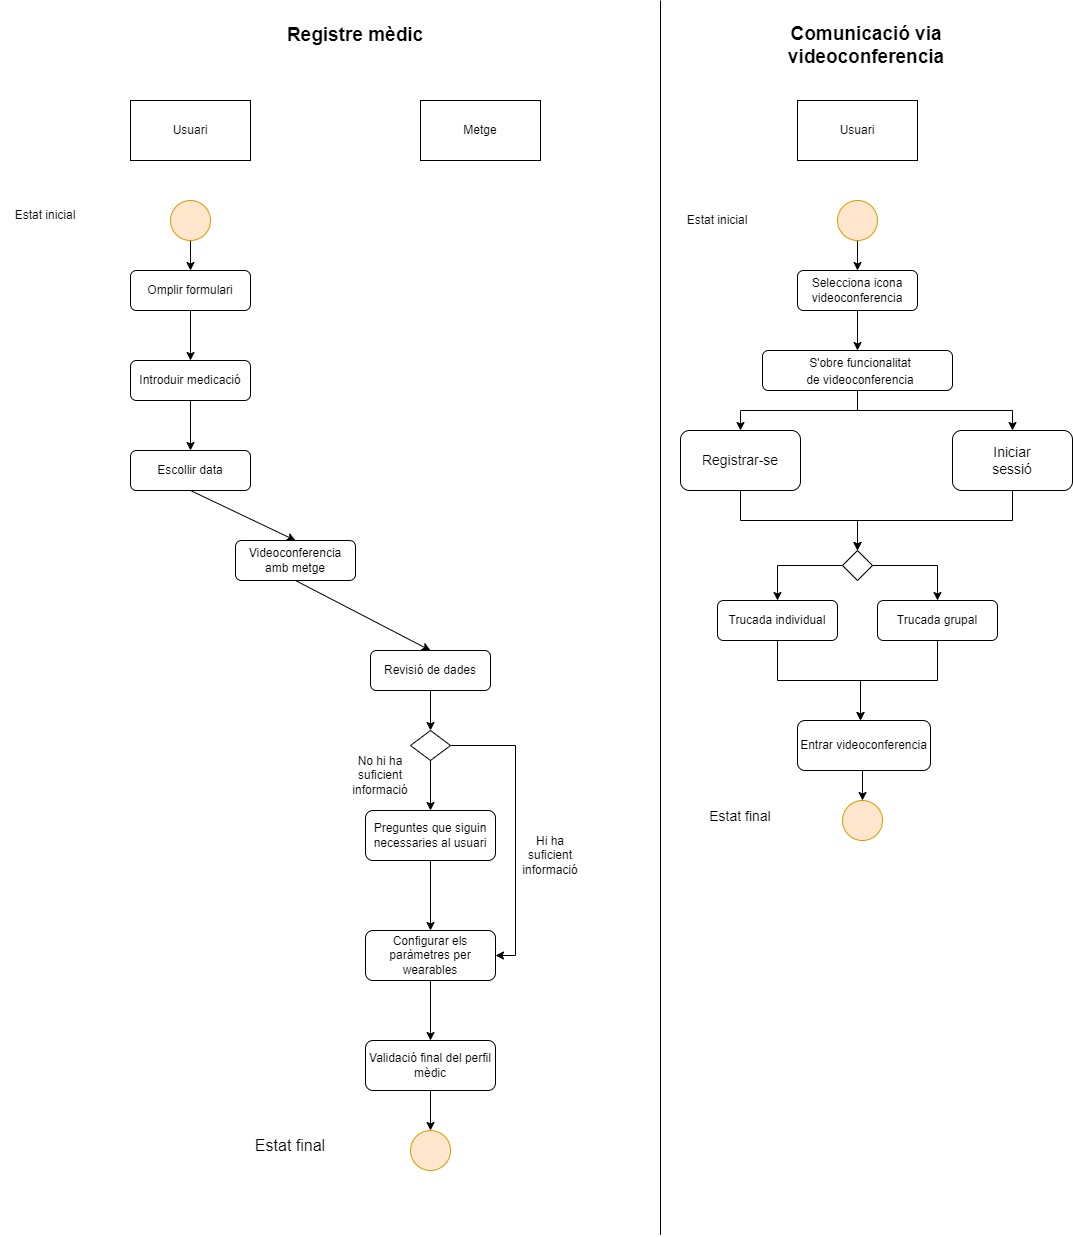 Registre mèdic
Usuari
Metge
Estat inicial
Omplir formulari
Introduir medicació
Escollir data
Videoconferencia
amb metge
Revisió de dades
No hi ha
suficient
informació
Preguntes que siguin
necessaries al usuari
Hi ha
suficient
informació
Configurar els
paràmetres per
wearables
Validació final del perfil
mèdic
Estat final
Comunicació via
videoconferencia
Usuari
Estat inicial
Selecciona icona
videoconferencia
S'obre funcionalitat
de videoconferencia
Registrar-se
Iniciar
sessió
Trucada individual
Trucada grupal
Entrar videoconferencia
Estat final